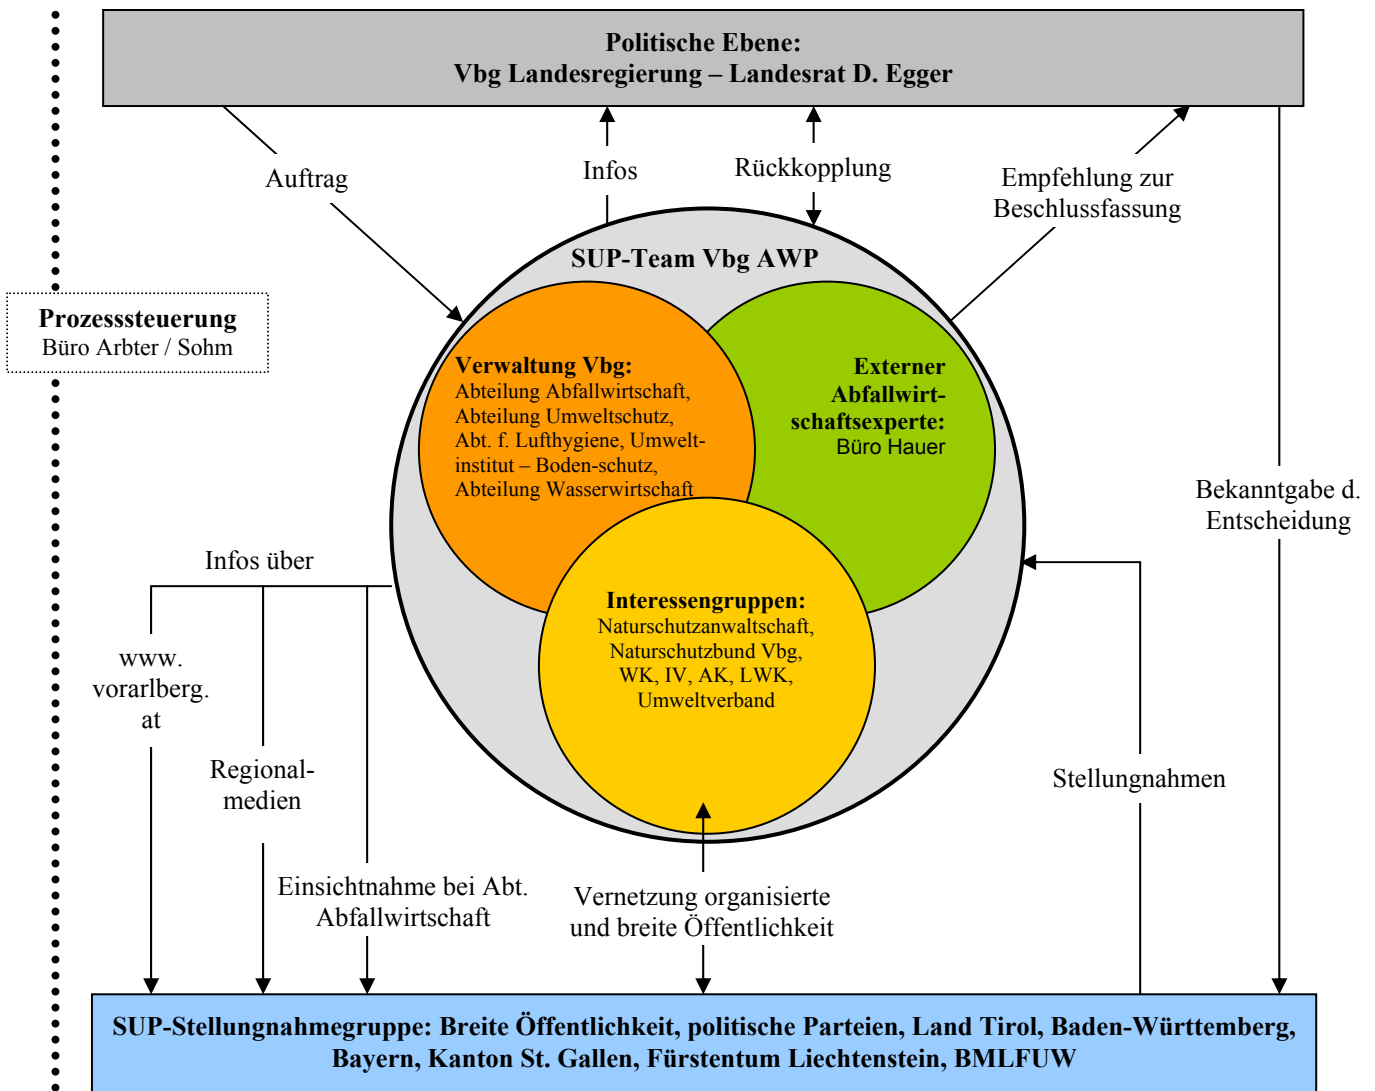 Politische Ebene:
Vbg Landesregierung – Landesrat D. Egger
Auftrag
Infos
Rückkopplung
Empfehlung zur
Beschlussfassung
SUP-Team Vbg AWP
Prozesssteuerung
Büro Arbter / Sohm
Verwaltung Vbg:
Abteilung Abfallwirtschaft,
Abteilung Umweltschutz,
Abt. f. Lufthygiene, Umwelt-
institut – Boden-schutz,
Abteilung Wasserwirtschaft
Externer
Abfallwirt-
schaftsexperte:
Büro Hauer
Bekanntgabe d.
Entscheidung
Infos über
Interessengruppen:
Naturschutzanwaltschaft,
Naturschutzbund Vbg,
WK, IV, AK, LWK,
Umweltverband
www.
vorarlberg.
at
Regional-
medien
Stellungnahmen
Einsichtnahme bei Abt.
Abfallwirtschaft
Vernetzung organisierte
und breite Öffentlichkeit
SUP-Stellungnahmegruppe: Breite Öffentlichkeit, politische Parteien, Land Tirol, Baden-Württemberg,
Bayern, Kanton St. Gallen, Fürstentum Liechtenstein, BMLFUW